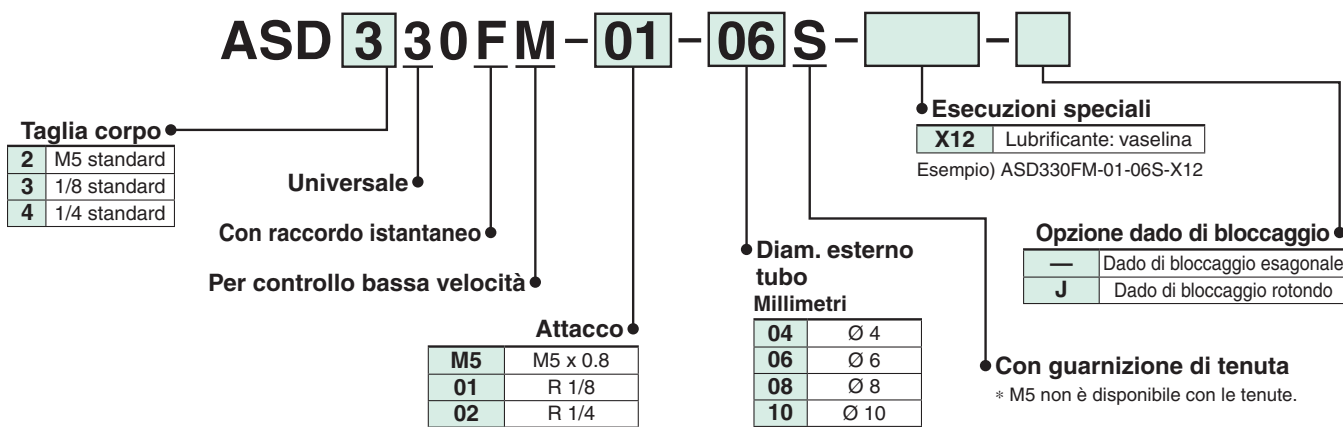 ASD 3 3 0 F M – 01 – 06 S – –
Taglia corpo
2 M5 standard
3 1/8 standard
4 1/4 standard
Universale
Con raccordo istantaneo
Per controllo bassa velocità
Attacco
M5 M5 x 0.8
01 R 1/8
02 R 1/4
Diam. esterno
tubo
Millimetri
04 Ø 4
06 Ø 6
08 Ø 8
10 Ø 10
Esecuzioni speciali
X12 Lubrificante: vaselina
Esempio) ASD330FM-01-06S-X12
Opzione dado di bloccaggio
— Dado di bloccaggio esagonale
J Dado di bloccaggio rotondo
Con guarnizione di tenuta
* M5 non è disponibile con le tenute.